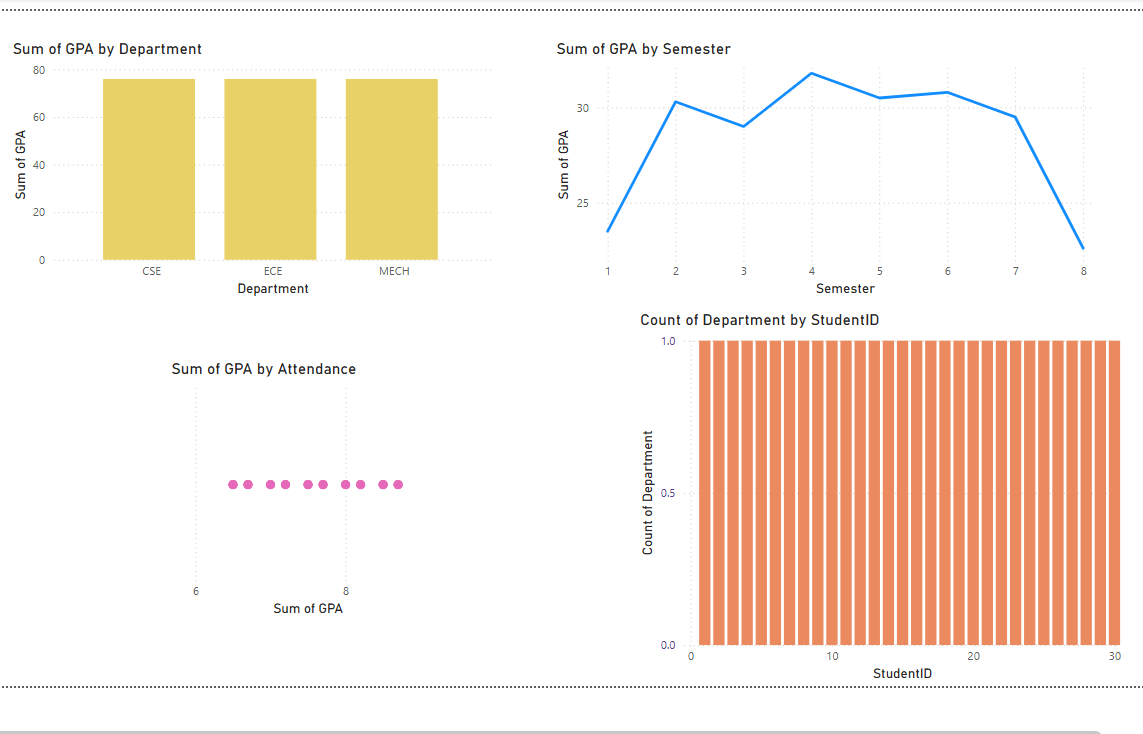 Sum of GPA by Department
80
60
40
20
0
Sum of GPA
CSE ECE MECH
Department
Sum of GPA by Semester
30
25
Sum of GPA
1 2 3 4 5 6 7 8
Semester
Sum of GPA by Attendance
6 8
Sum of GPA
Count of Department by StudentID
1.0
0.5
0.0
Count of Department
0 10 20 30
StudentID